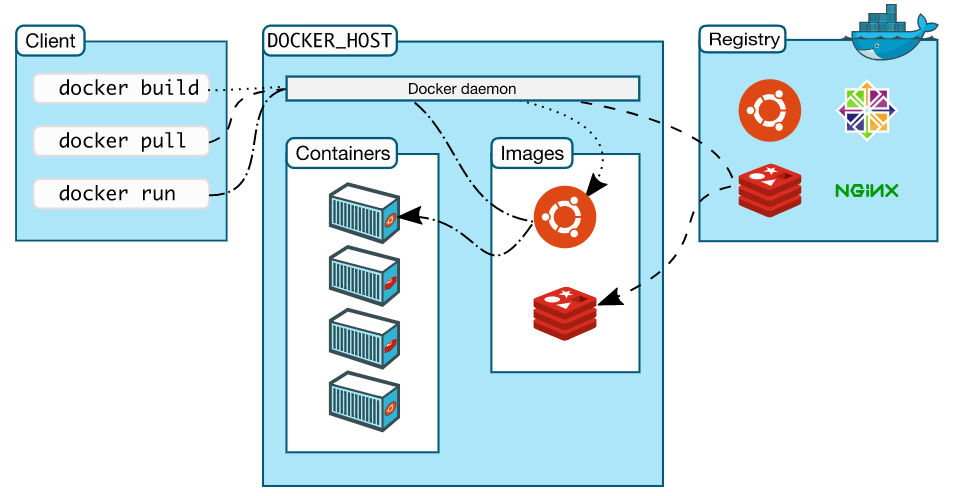 Client
docker build
docker pull
docker run
DOCKER_HOST
Docker daemon
Containers
Images
Registry
NGINX